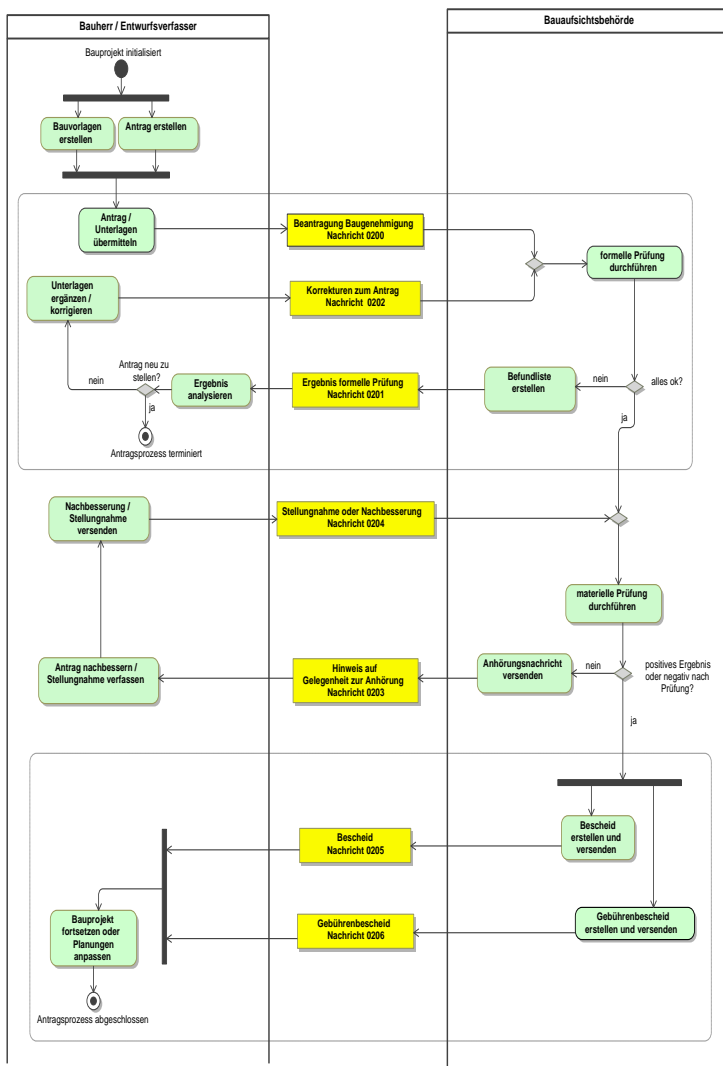 Bauherr / Entwurfsverfasser
Bauaufsichtsbehörde
Bauprojekt initialisiert
Bauvorlagen
erstellen
Antrag erstellen
Antrag /
Unterlagen
übermitteln
Beantragung Baugenehmigung
Nachricht 0200
formelle Prüfung
durchführen
Unterlagen
ergänzen /
korrigieren
Korrekturen zum Antrag
Nachricht 0202
Antrag neu zu
stellen?
nein
ja
Ergebnis
analysieren
Ergebnis formelle Prüfung
Nachricht 0201
Befundliste
erstellen
nein
alles ok?
ja
Antragsprozess terminiert
Nachbesserung /
Stellungnahme
versenden
Stellungnahme oder Nachbesserung
Nachricht 0204
materielle Prüfung
durchführen
Antrag nachbessern /
Stellungnahme verfassen
Hinweis auf
Gelegenheit zur Anhörung
Nachricht 0203
Anhörungsnachricht
versenden
nein
positives Ergebnis
oder negativ nach
Prüfung?
ja
Bescheid
Nachricht 0205
Bescheid
erstellen und
versenden
Bauprojekt
fortsetzen oder
Planungen
anpassen
Gebührenbescheid
Nachricht 0206
Gebührenbescheid
erstellen und versenden
Antragsprozess abgeschlossen